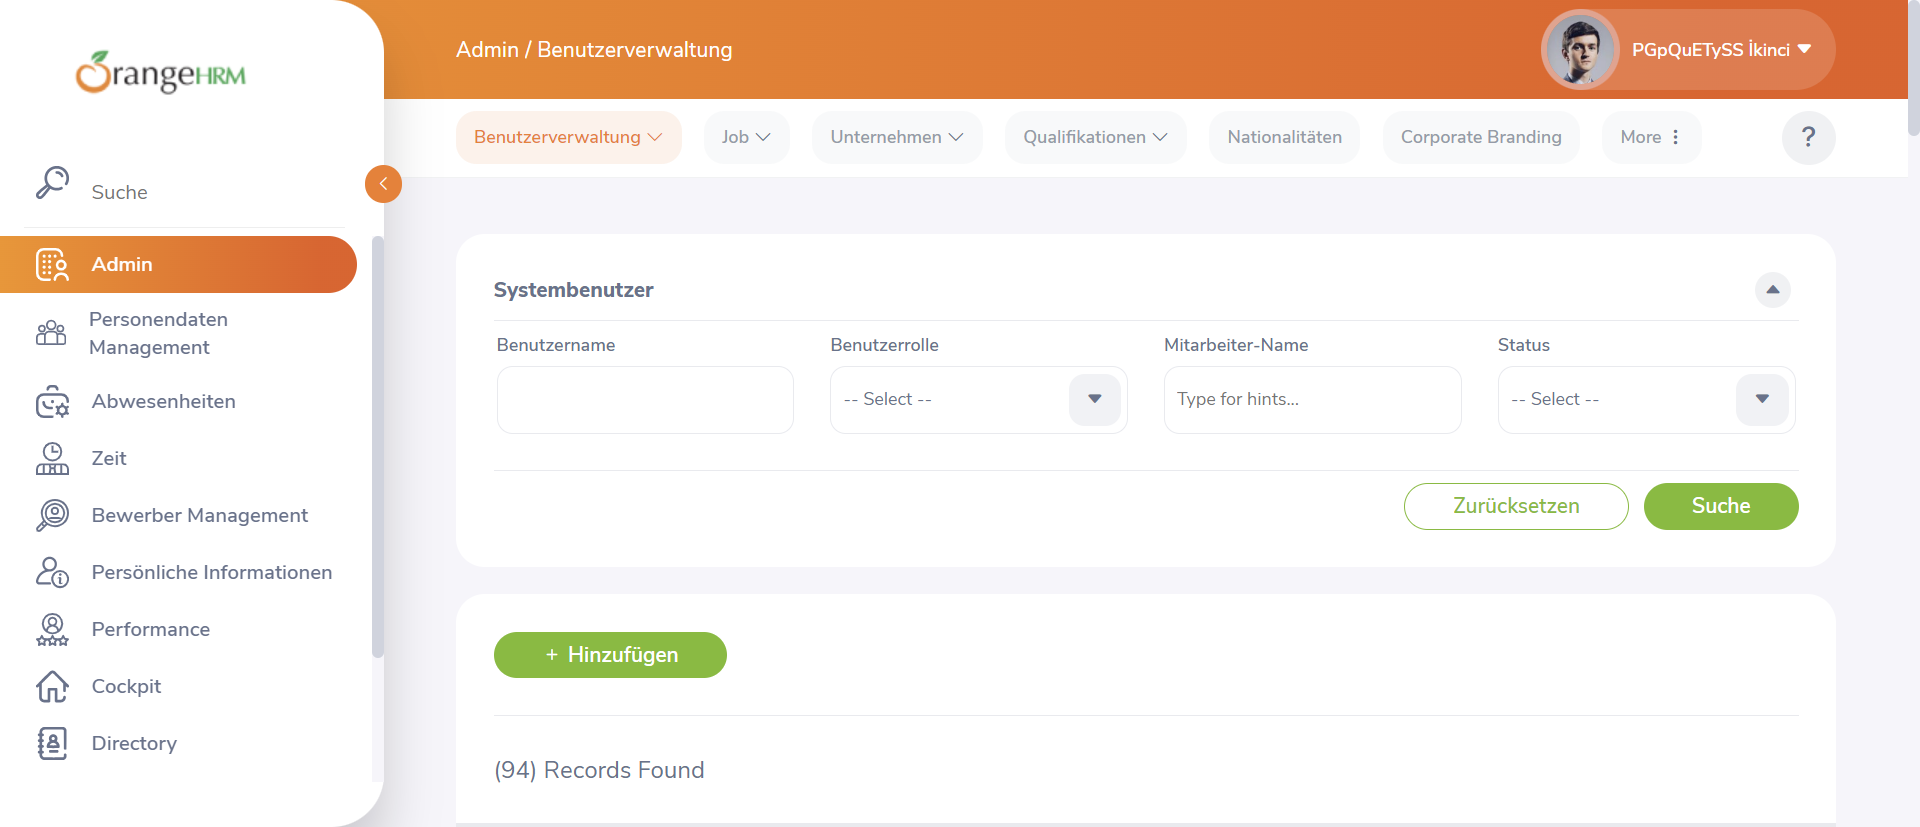 OrangeHRM
Suche
Admin
Personendaten
Management
Abwesenheiten
Zeit
Bewerber Management
Persönliche Informationen
Performance
Cockpit
Directory
Admin / Benutzerverwaltung
PGpQuETySS İkinci
Benutzerverwaltung
Job
Unternehmen
Qualifikationen
Nationalitäten
Corporate Branding
More
?
Systembenutzer
Benutzername
Benutzerrolle
Mitarbeiter-Name
Status
-- Select --
Type for hints...
-- Select --
Zurücksetzen
Suche
+ Hinzufügen
(94) Records Found